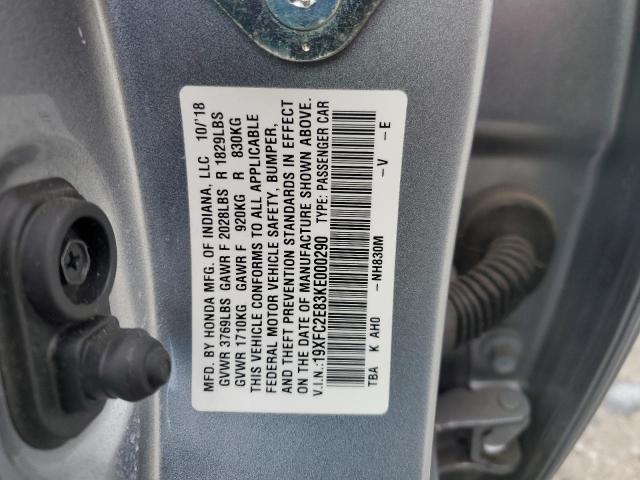 MFD. BY HONDA MFG. OF INDIANA, LLC 10/'18
GVWR 3769LBS GAWR F 2028LBS R 1829LBS
GVWR 1710KG GAWR F 920KG R 830KG
THIS VEHICLE CONFORMS TO ALL APPLICABLE
FEDERAL MOTOR VEHICLE SAFETY, BUMPER,
AND THEFT PREVENTION STANDARDS IN EFFECT
ON THE DATE OF MANUFACTURE SHOWN ABOVE.
V.I.N.:19XFC2E83KE000290 TYPE: PASSENGER CAR
TBA K AH0 -NH830M -V -E